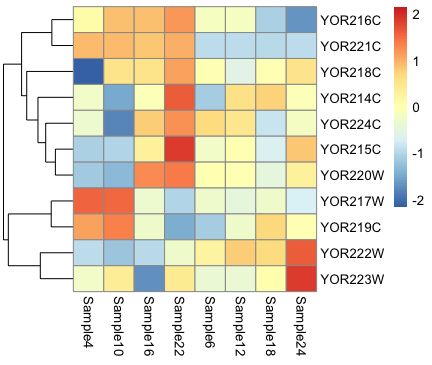 YOR216C
YOR221C
YOR218C
YOR214C
YOR224C
YOR215C
YOR220W
YOR217W
YOR219C
YOR222W
YOR223W
Sample4
Sample10
Sample16
Sample22
Sample6
Sample12
Sample18
Sample24
2
1
0
-1
-2